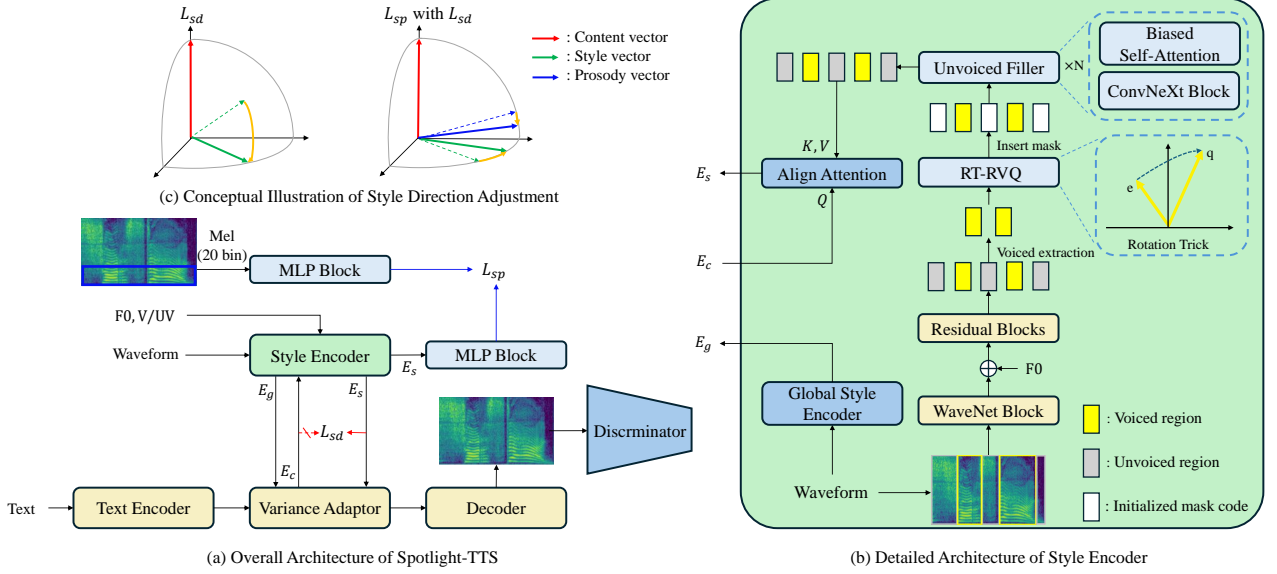 L_sd
L_sp with L_sd
: Content vector
: Style vector
: Prosody vector
(c) Conceptual Illustration of Style Direction Adjustment
Mel
(20 bin)
MLP Block
L_sp
F0, V/UV
Waveform
Style Encoder
E_s
MLP Block
E_g
E_s
L_sd
E_c
Discrminator
Text
Text Encoder
Variance Adaptor
Decoder
(a) Overall Architecture of Spotlight-TTS
Unvoiced Filler
×N
Biased
Self-Attention
ConvNeXt Block
Insert mask
K, V
E_s
Align Attention
Q
RT-RVQ
e
q
Rotation Trick
E_c
Voiced extraction
Residual Blocks
E_g
F0
Global Style
Encoder
WaveNet Block
: Voiced region
: Unvoiced region
: Initialized mask code
Waveform
(b) Detailed Architecture of Style Encoder